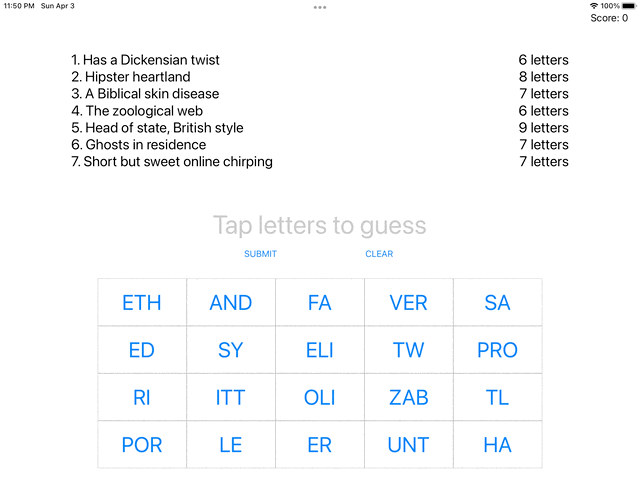 11:50 PM Sun Apr 3 100%
Score: 0
1. Has a Dickensian twist 6 letters
2. Hipster heartland 8 letters
3. A Biblical skin disease 7 letters
4. The zoological web 6 letters
5. Head of state, British style 9 letters
6. Ghosts in residence 7 letters
7. Short but sweet online chirping 7 letters
Tap letters to guess
SUBMIT CLEAR
ETH AND FA VER SA
ED SY ELI TW PRO
RI ITT OLI ZAB TL
POR LE ER UNT HA